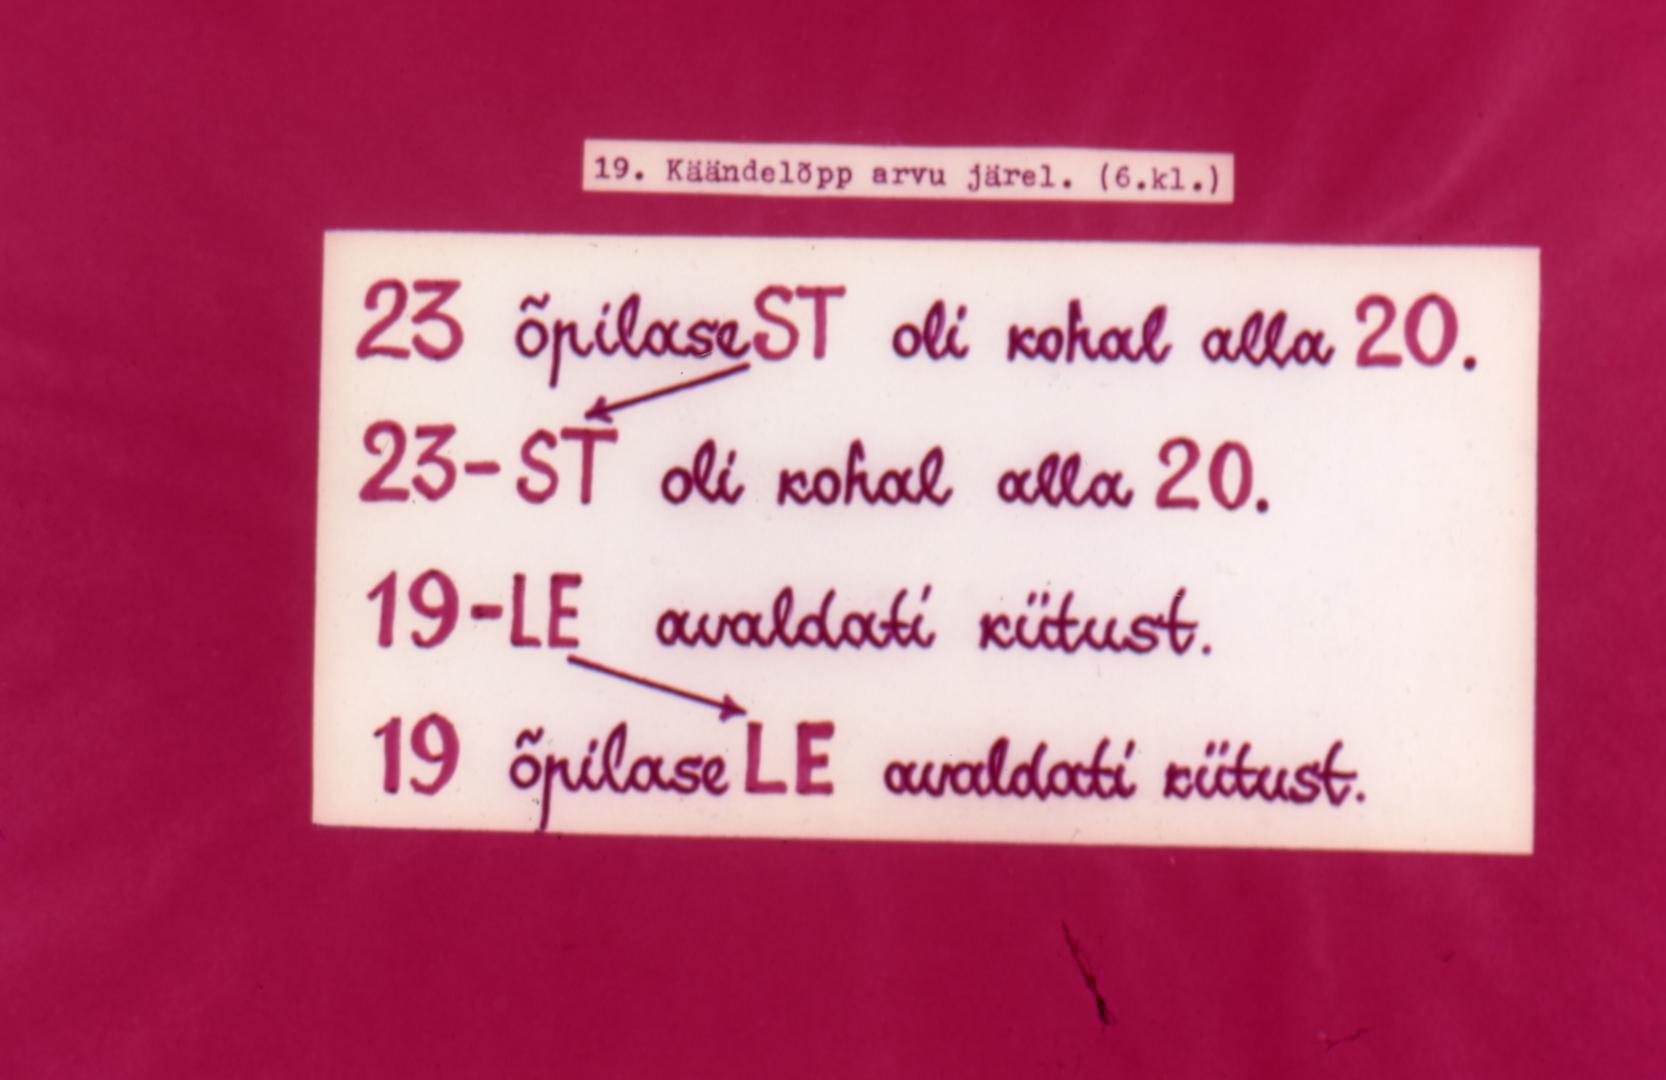 19. Käändelõpp arvu järel. (6.kl.)
23 õpilaseST oli kohal alla 20.
23-ST oli kohal alla 20.
19-LE avaldati kiitust.
19 õpilaseLE avaldati kiitust.